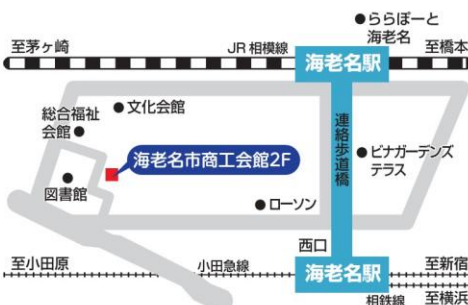 ららぽーと
海老名
至茅ヶ崎
JR相模線
海老名駅
至橋本
文化会館
総合福祉
会館
海老名市商工会館2F
図書館
連絡歩道橋
ビナガーデンズ
テラス
ローソン
西口
至小田原
小田急線
海老名駅
至新宿
相鉄線
至横浜